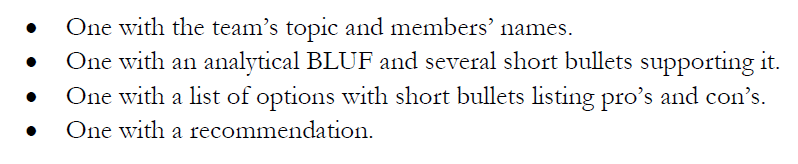 • One with the team's topic and members' names.
• One with an analytical BLUF and several short bullets supporting it.
• One with a list of options with short bullets listing pro's and con's.
• One with a recommendation.